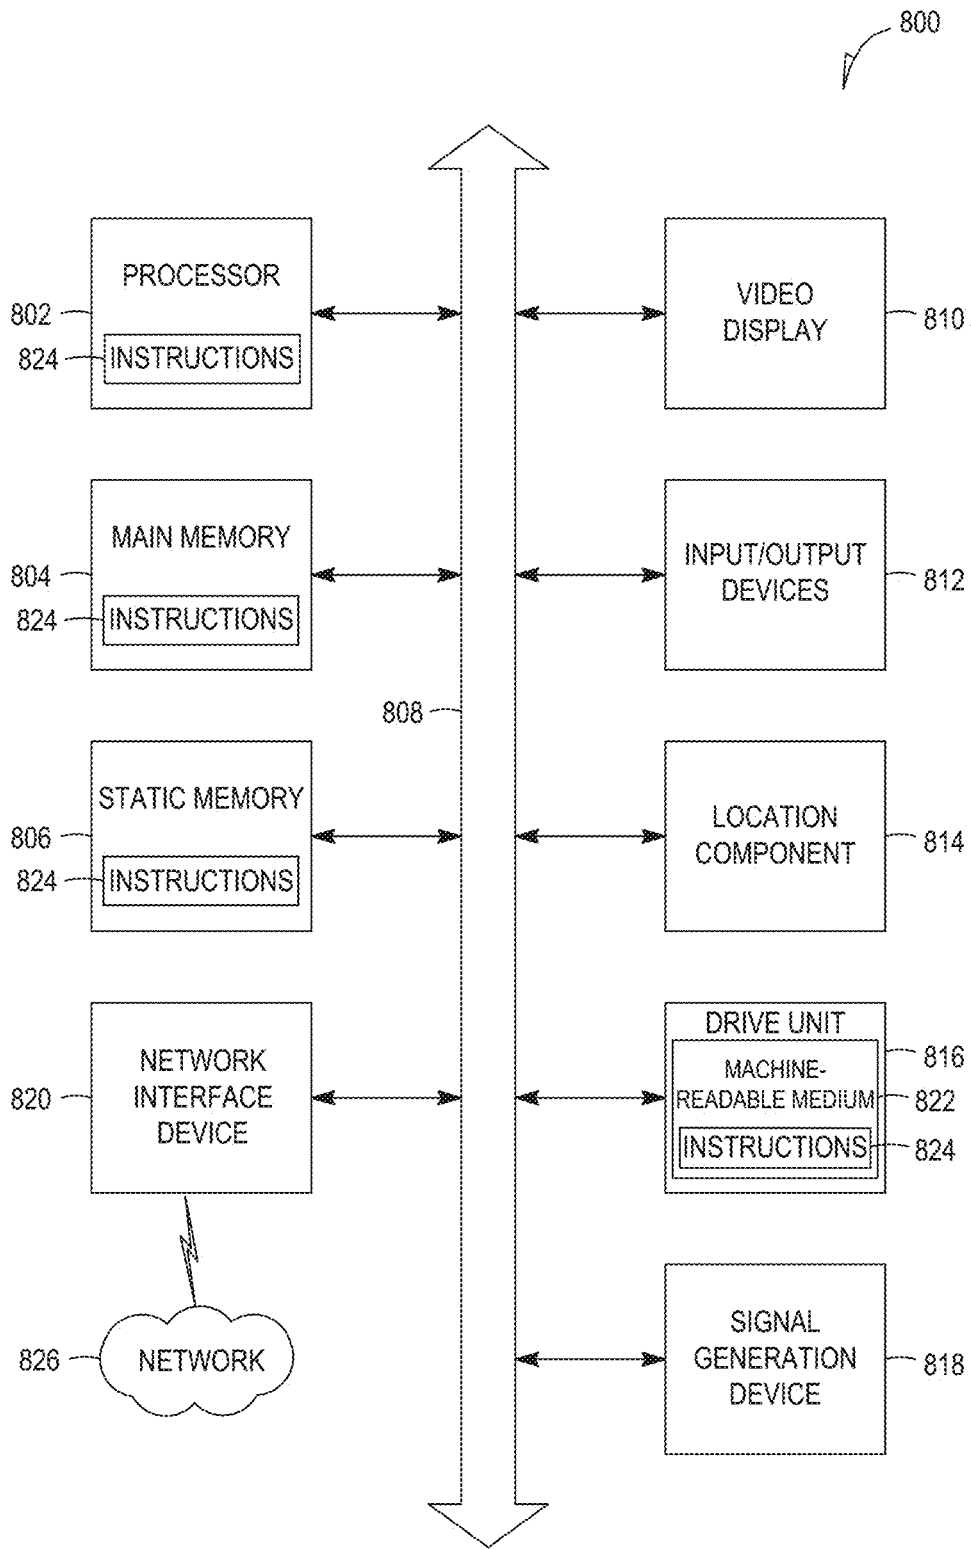 800
PROCESSOR
802
824
INSTRUCTIONS
MAIN MEMORY
804
824
INSTRUCTIONS
808
STATIC MEMORY
806
824
INSTRUCTIONS
NETWORK
INTERFACE
DEVICE
820
NETWORK
826
VIDEO
DISPLAY
810
INPUT/OUTPUT
DEVICES
812
LOCATION
COMPONENT
814
DRIVE UNIT
816
MACHINE-
READABLE MEDIUM
822
INSTRUCTIONS
824
SIGNAL
GENERATION
DEVICE
818